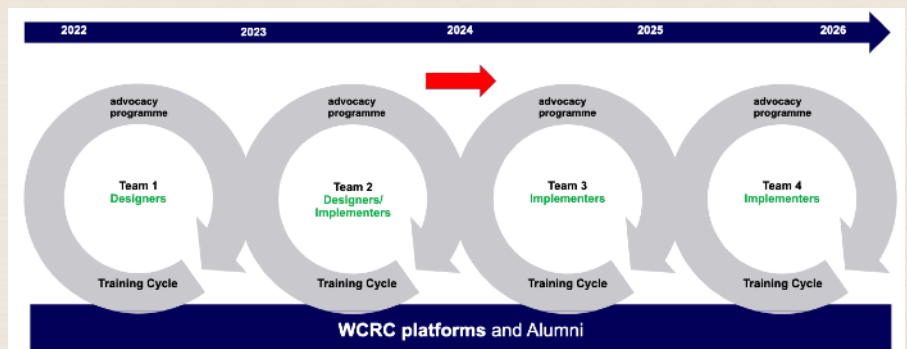 2022 2023 2024 2025 2026
advocacy
programme
advocacy
programme
advocacy
programme
advocacy
programme
Team 1
Designers
Team 2
Designers/
Implementers
Team 3
Implementers
Team 4
Implementers
Training Cycle
Training Cycle
Training Cycle
Training Cycle
WCRC platforms and Alumni